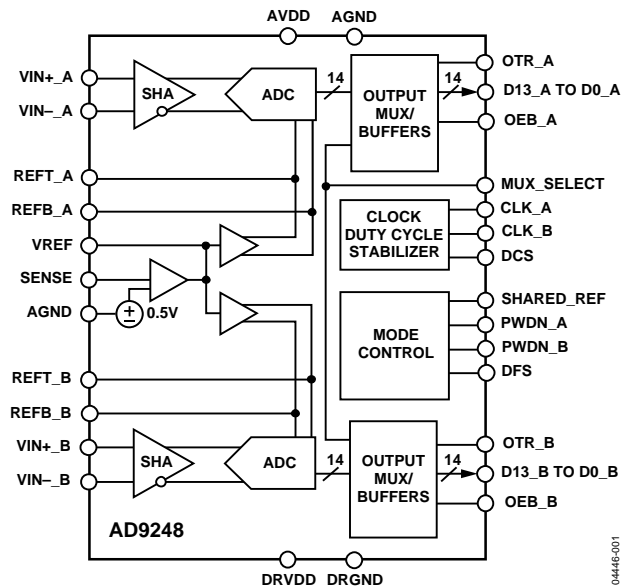 AVDD AGND
VIN+_A
VIN–_A
SHA
ADC
14
OUTPUT
MUX/
BUFFERS
14
OTR_A
D13_A TO D0_A
OEB_A
REFT_A
REFB_A
VREF
SENSE
AGND
0.5V
MUX_SELECT
CLOCK
DUTY CYCLE
STABILIZER
CLK_A
CLK_B
DCS
MODE
CONTROL
SHARED_REF
PWDN_A
PWDN_B
DFS
REFT_B
REFB_B
VIN+_B
VIN–_B
SHA
ADC
14
OUTPUT
MUX/
BUFFERS
14
OTR_B
D13_B TO D0_B
OEB_B
AD9248
DRVDD DRGND
04446-001